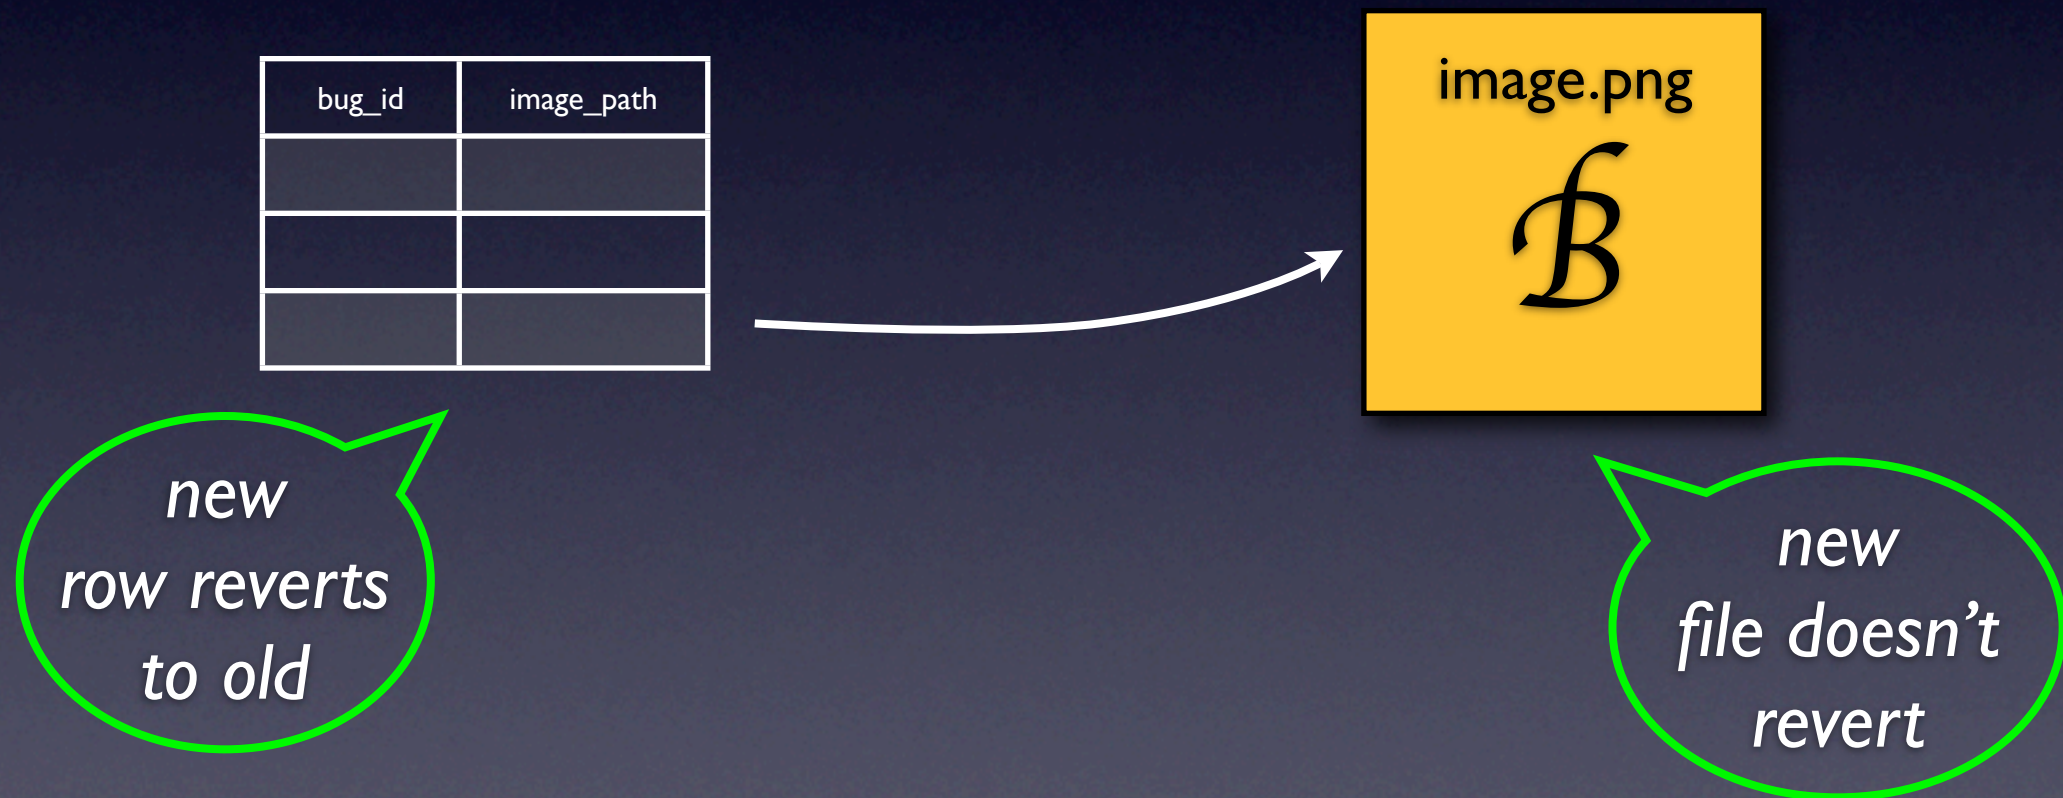 bug_id image_path
image.png
B
new
row reverts
to old
new
file doesn’t
revert